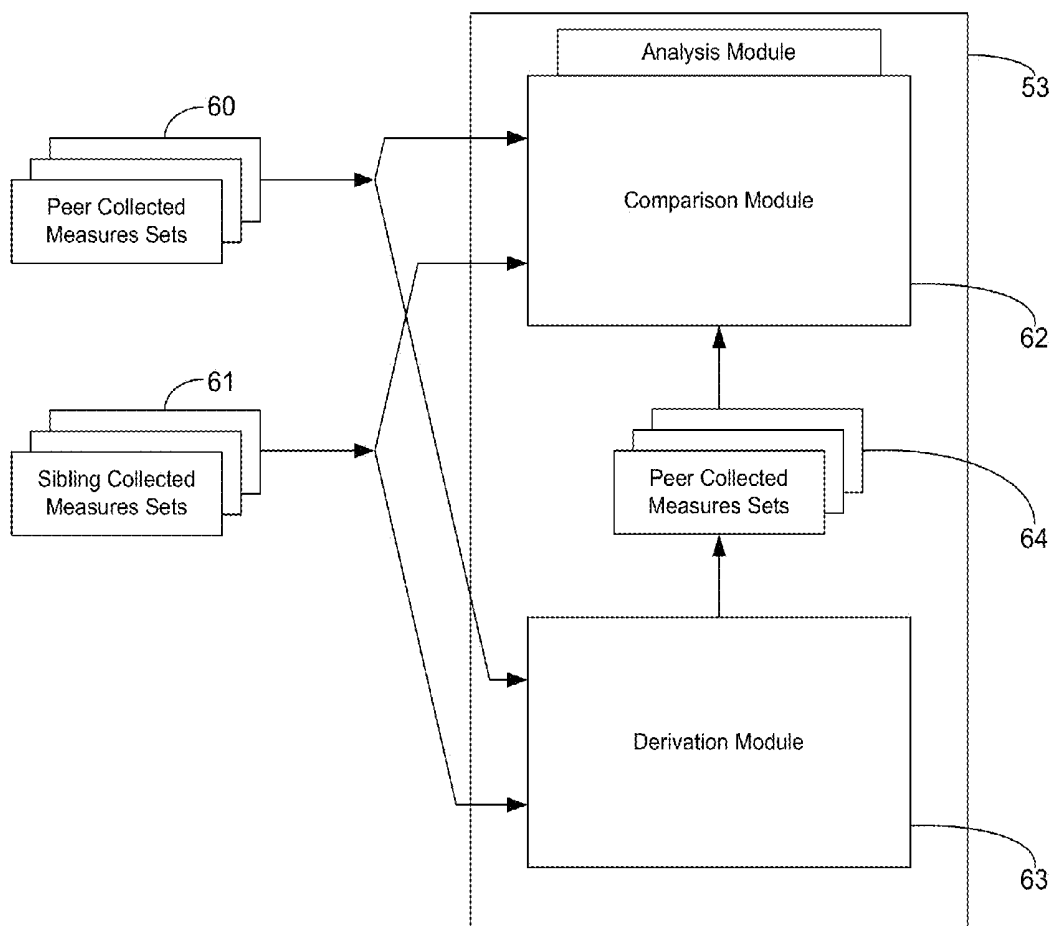 Analysis Module
53
60
Peer Collected
Measures Sets
Comparison Module
62
61
Sibling Collected
Measures Sets
Peer Collected
Measures Sets
64
Derivation Module
63